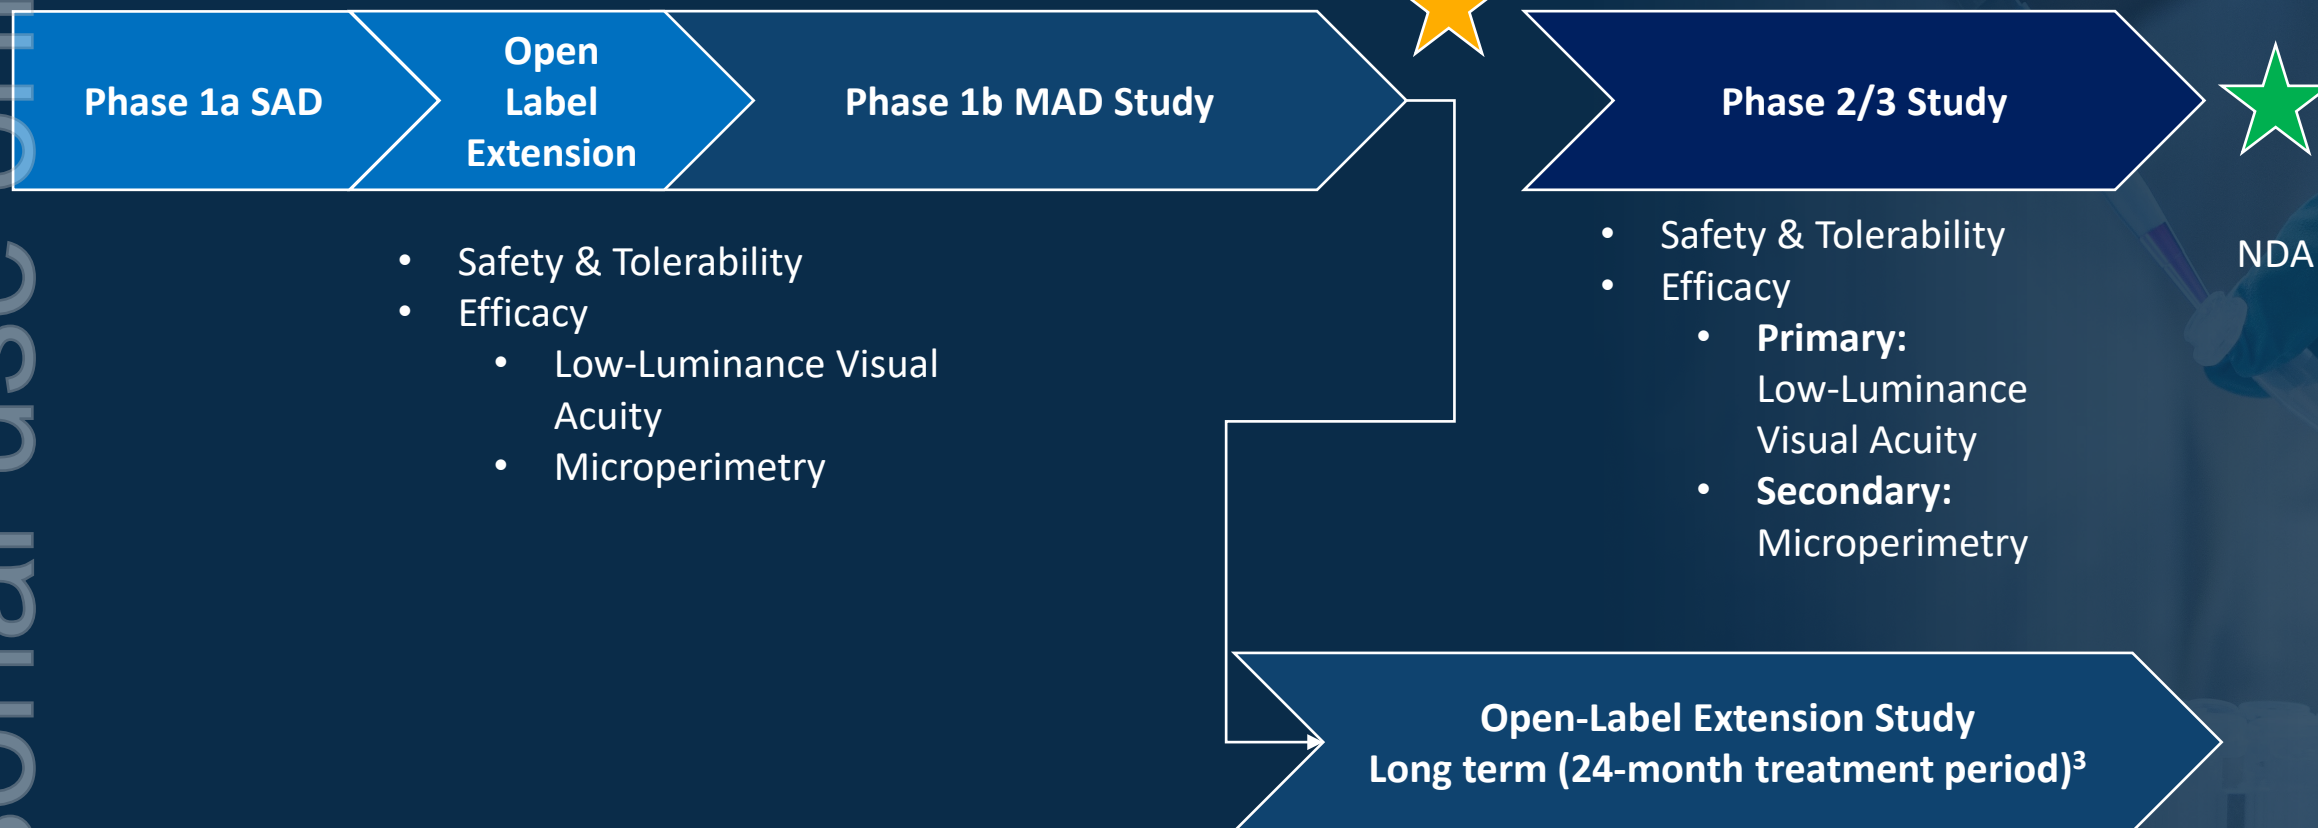 Phase 1a SAD
Open
Label
Extension
Phase 1b MAD Study
Phase 2/3 Study
• Safety & Tolerability
• Efficacy
• Low-Luminance Visual
Acuity
• Microperimetry
• Safety & Tolerability
• Efficacy
• Primary:
Low-Luminance
Visual Acuity
• Secondary:
Microperimetry
NDA
Open-Label Extension Study
Long term (24-month treatment period)³
use